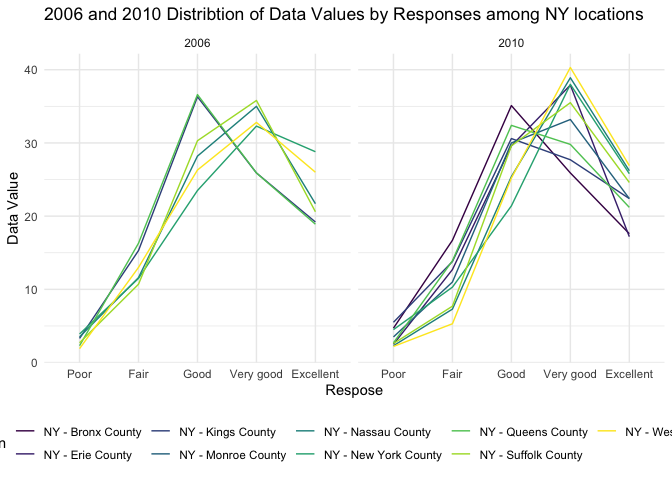 2006 and 2010 Distribtion of Data Values by Responses among NY locations
2006
2010
40
30
20
10
0
Data Value
Poor Fair Good Very good Excellent
Poor Fair Good Very good Excellent
Respose
n
NY - Bronx County NY - Kings County NY - Nassau County NY - Queens County NY - Wes
NY - Erie County NY - Monroe County NY - New York County NY - Suffolk County